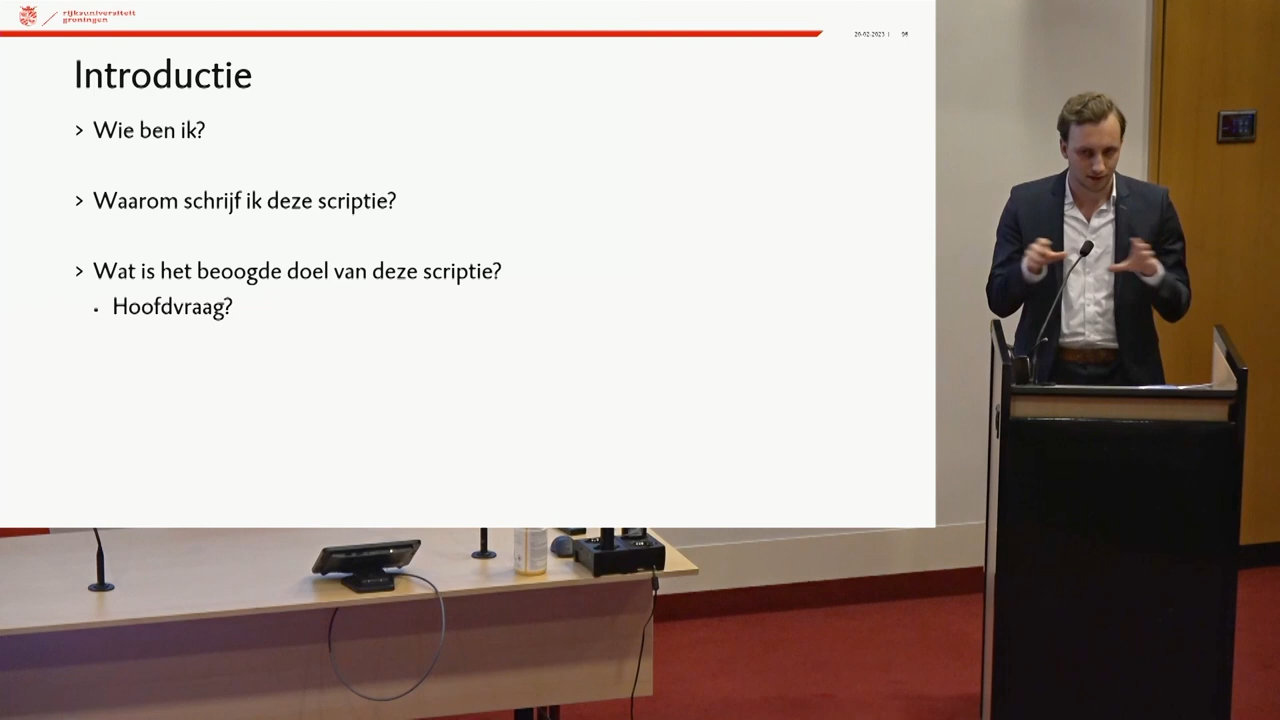 rijksuniversiteit
groningen
Introductie
> Wie ben ik?
> Waarom schrijf ik deze scriptie?
> Wat is het beoogde doel van deze scriptie?
▪ Hoofdvraag?